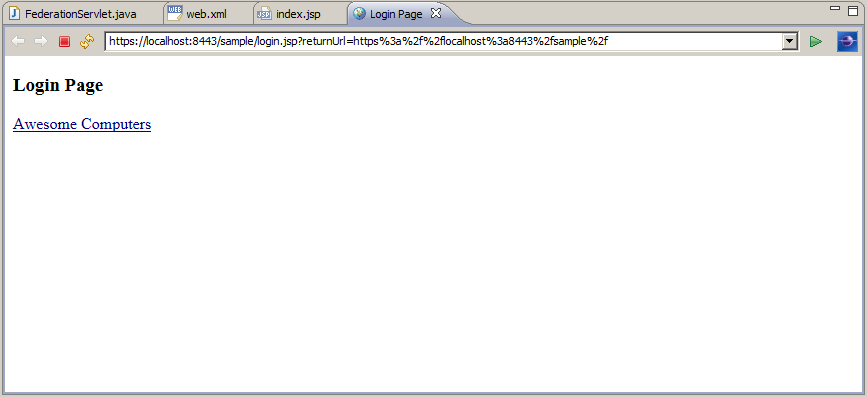 FederationServlet.java web.xml index.jsp Login Page
https://localhost:8443/sample/login.jsp?returnUrl=https%3a%2f%2flocalhost%3a8443%2fsample%2f
Login Page
Awesome Computers